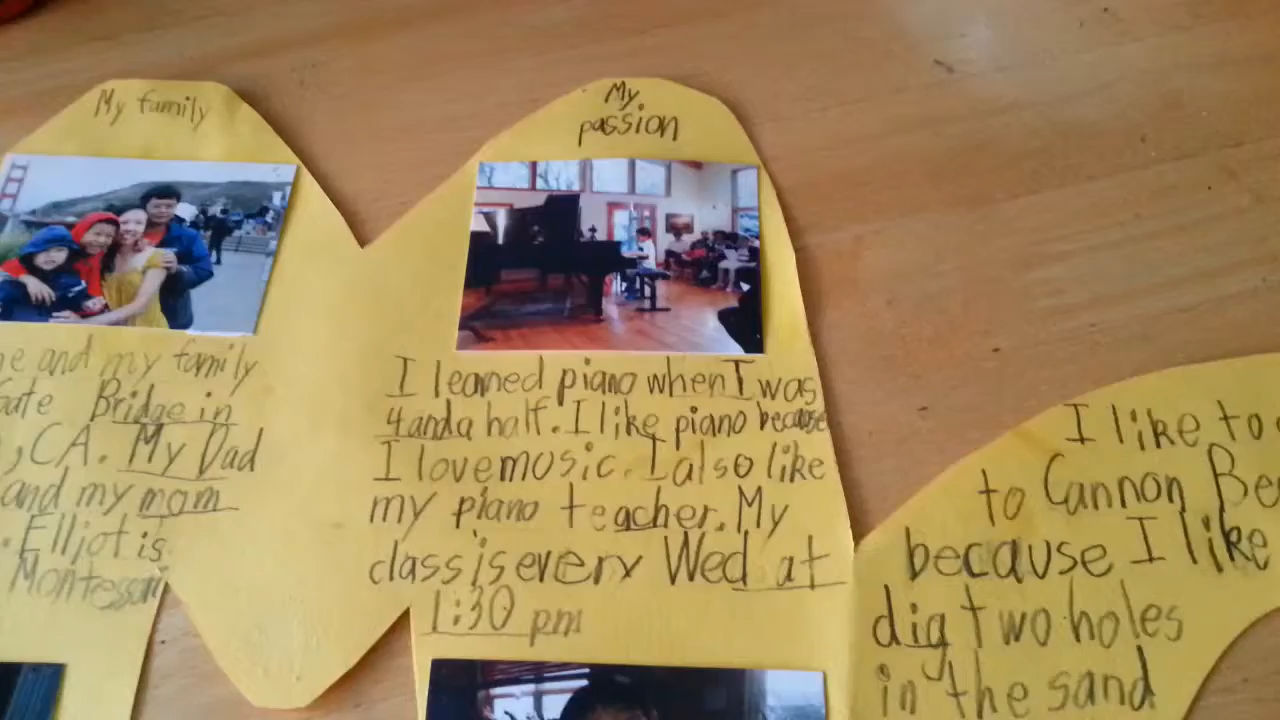 My family
e and my family
Gate Bridge in
, CA. My Dad
and my mom
. Elliot is
Montessori
My
passion
I learned piano when I was
4 and a half. I like piano because
I love mosic. I also like
my piano teacher. My
class is every Wed at
1:30 pm
I like to
to Cannon Be
because I like
dig two holes
in the sand